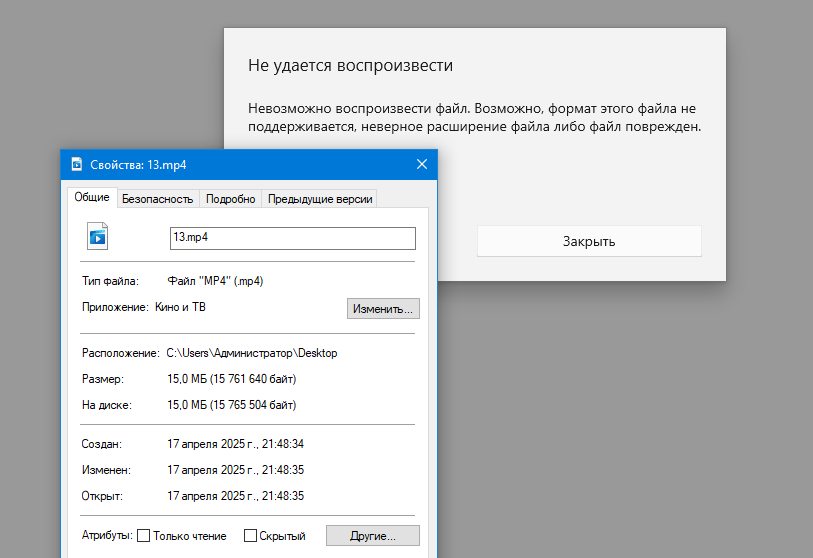 Не удается воспроизвести
Невозможно воспроизвести файл. Возможно, формат этого файла не
поддерживается, неверное расширение файла либо файл поврежден.
Закрыть
Свойства: 13.mp4
Общие Безопасность Подробно Предыдущие версии
13.mp4
Тип файла: Файл "MP4" (.mp4)
Приложение: Кино и ТВ Изменить...
Расположение: C:\Users\Администратор\Desktop
Размер: 15,0 МБ (15 761 640 байт)
На диске: 15,0 МБ (15 765 504 байт)
Создан: 17 апреля 2025 г., 21:48:34
Изменен: 17 апреля 2025 г., 21:48:35
Открыт: 17 апреля 2025 г., 21:48:35
Атрибуты: Только чтение Скрытый Другие...